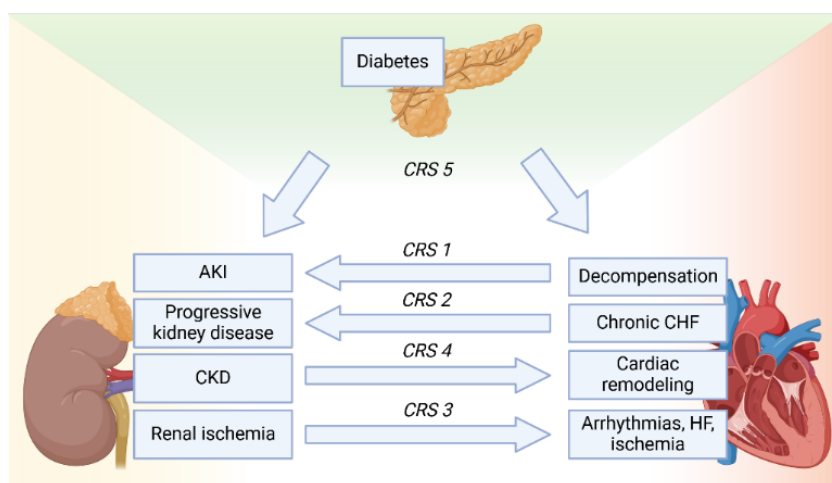 Diabetes
CRS 5
CRS 1
AKI
Decompensation
CRS 2
Progressive
kidney disease
Chronic CHF
CRS 4
CKD
Cardiac
remodeling
CRS 3
Renal ischemia
Arrhythmias, HF,
ischemia